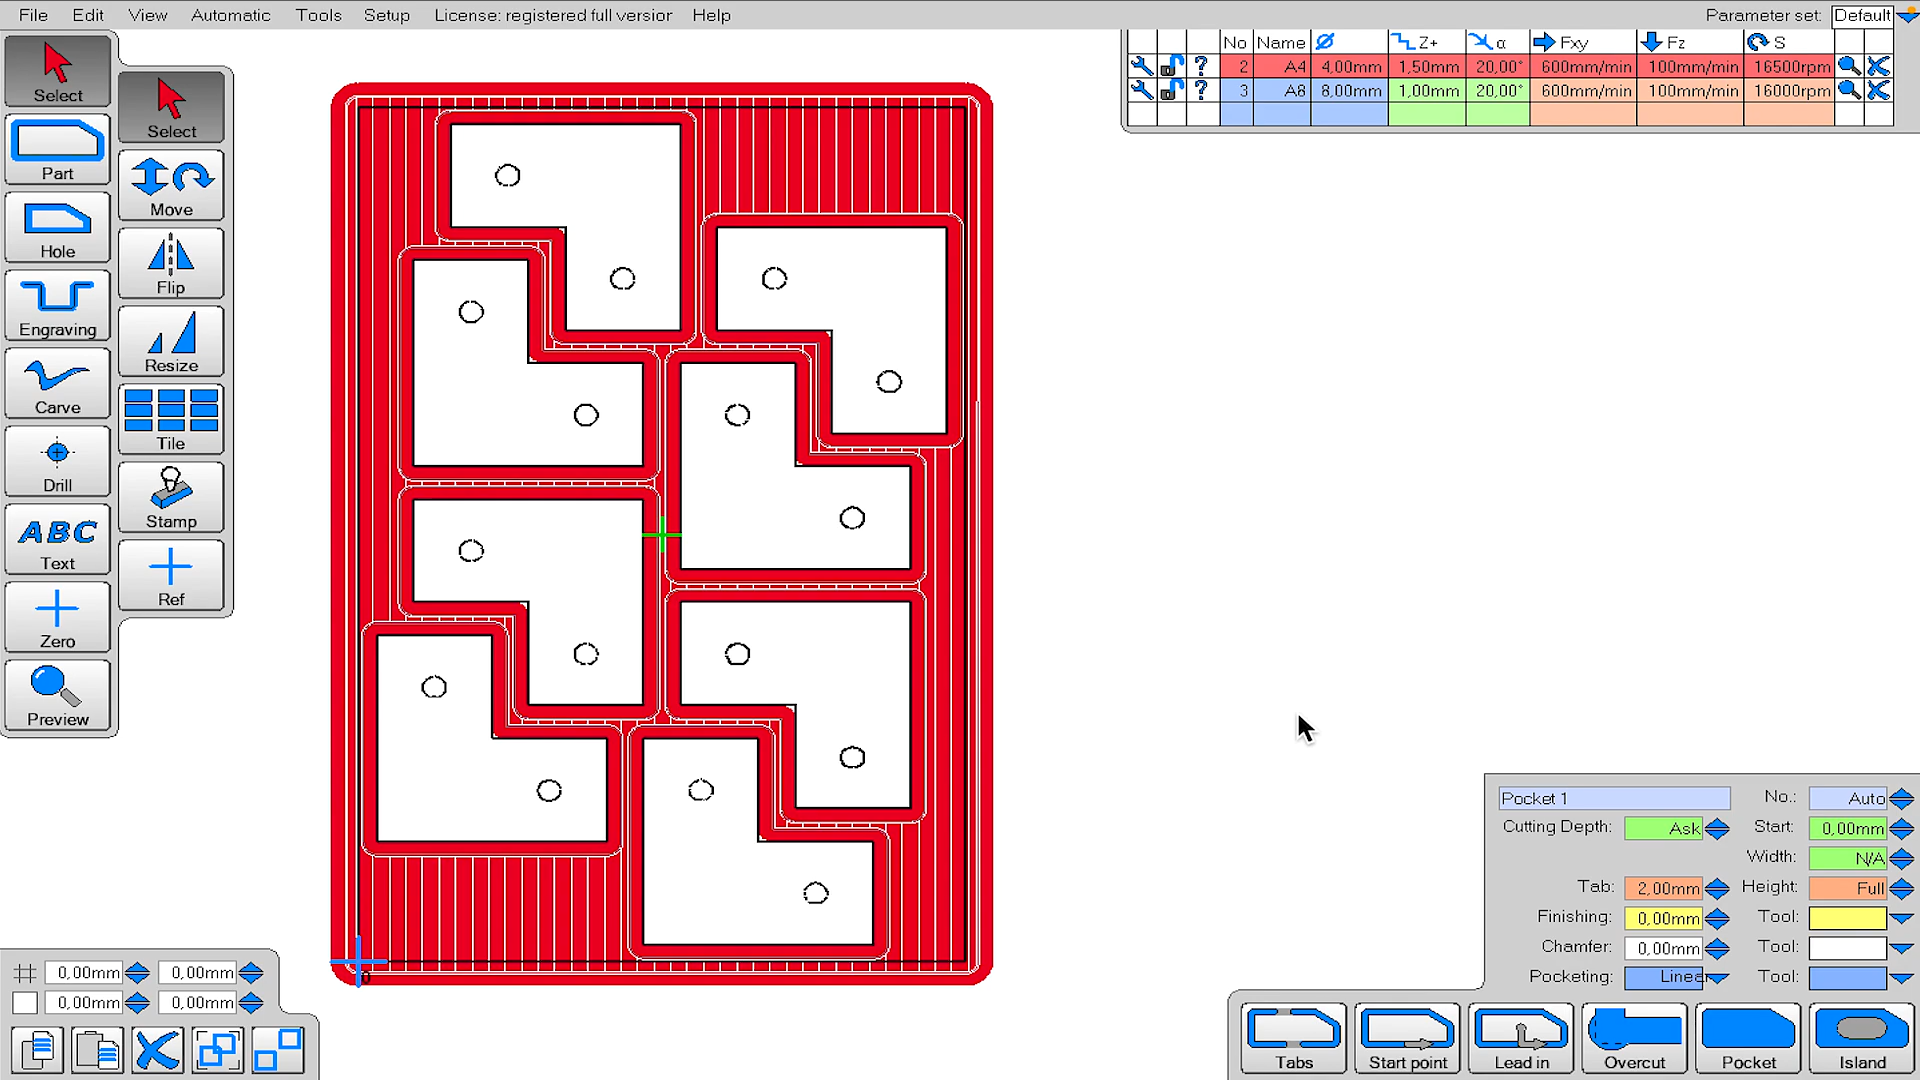 File Edit View Automatic Tools Setup License: registered full versior Help
Parameter set: Default
No Name Z+ α Fxy Fz S
2 A4 4,00mm 1,50mm 20,00° 600mm/min 100mm/min 16500rpm
3 A8 8,00mm 1,00mm 20,00° 600mm/min 100mm/min 16000rpm
Select
Part
Hole
Engraving
Carve
Drill
ABC
Text
Zero
Preview
Select
Move
Flip
Resize
Tile
Stamp
Ref
0
0,00mm 0,00mm
0,00mm 0,00mm
Pocket 1 No.: Auto
Cutting Depth: Ask Start: 0,00mm
Width: N/A
Tab: 2,00mm Height: Full
Finishing: 0,00mm Tool:
Chamfer: 0,00mm Tool:
Pocketing: Linear Tool:
Tabs Start point Lead in Overcut Pocket Island